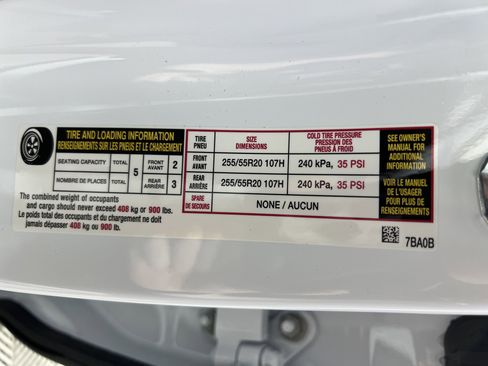 TIRE AND LOADING INFORMATION
RENSEIGNEMENTS SUR LES PNEUS ET LE CHARGEMENT
SEATING CAPACITY TOTAL 5 FRONT AVANT 2
NOMBRE DE PLACES TOTAL REAR ARRIÈRE 3
The combined weight of occupants
and cargo should never exceed 408 kg or 900 lbs.
Le poids total des occupants et du chargement ne doit
jamais dépasser 408 kg ou 900 lb.
TIRE PNEU SIZE DIMENSIONS COLD TIRE PRESSURE PRESSION DES PNEUS À FROID
FRONT AVANT 255/55R20 107H 240 kPa, 35 PSI
REAR ARRIÈRE 255/55R20 107H 240 kPa, 35 PSI
SPARE DE SECOURS NONE / AUCUN
SEE OWNER'S
MANUAL FOR
ADDITIONAL
INFORMATION
VOIR LE MANUEL
DE L'USAGER
POUR PLUS DE
RENSEIGNEMENTS
7BA0B